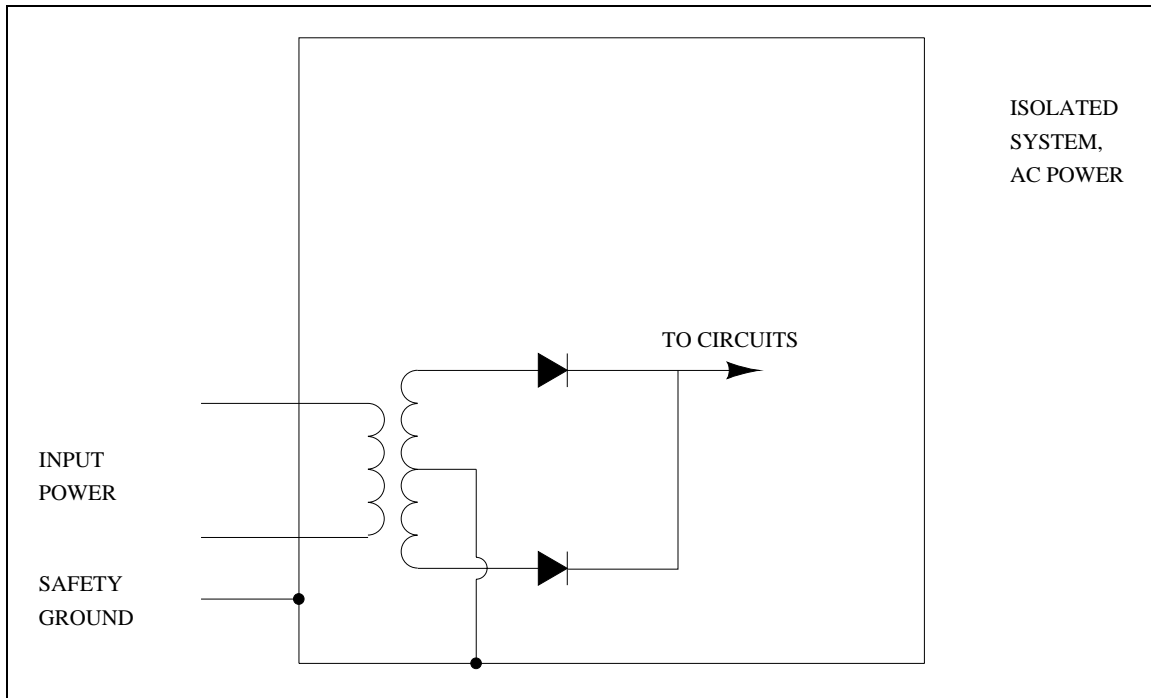 ISOLATED
SYSTEM,
AC POWER
TO CIRCUITS
INPUT
POWER
SAFETY
GROUND